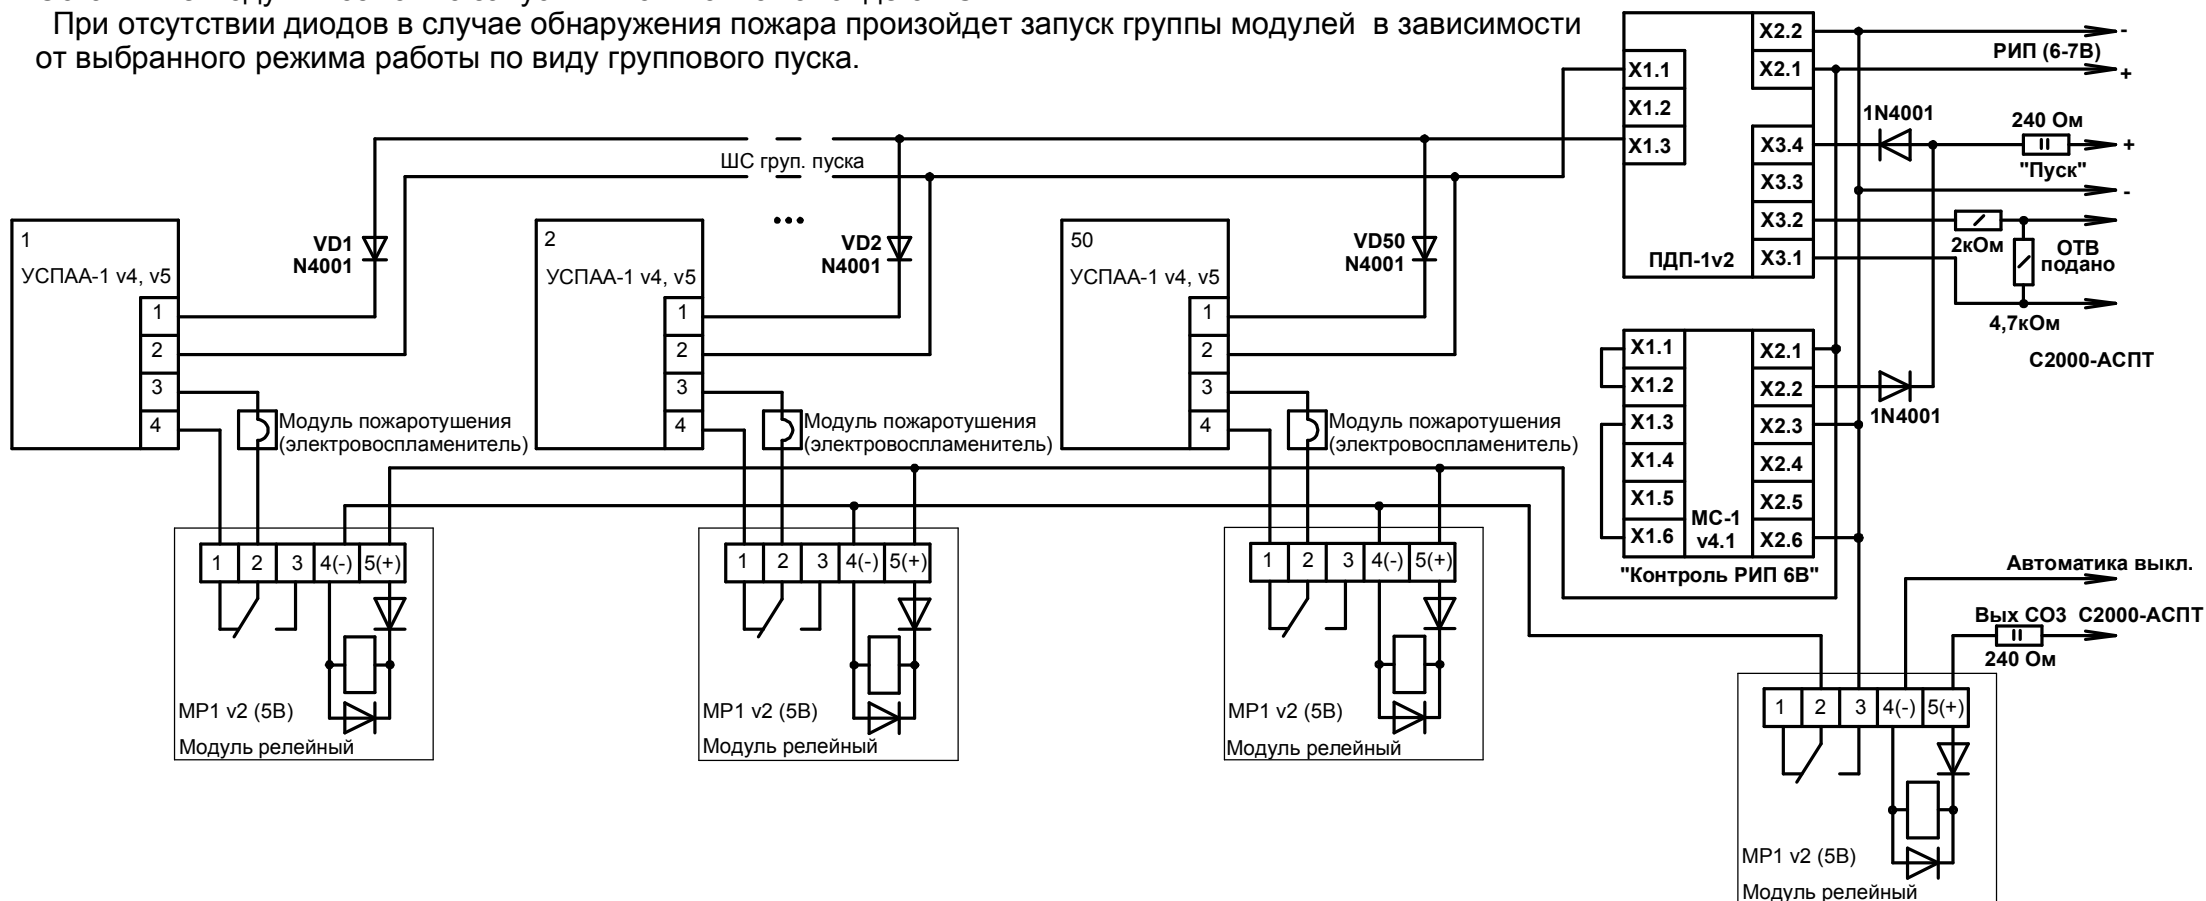 При отсутствии диодов в случае обнаружения пожара произойдет запуск группы модулей в зависимости
от выбранного режима работы по виду группового пуска.
X2.2
-
РИП (6-7В)
X1.1
X2.1
+
X1.2
1N4001
240 Ом
X1.3
X3.4
+
"Пуск"
ШС груп. пуска
X3.3
-
X3.2
2кОм
ОТВ
подано
ПДП-1v2
X3.1
4,7кОм
С2000-АСПТ
1
УСПАА-1 v4, v5
VD1
N4001
1
2
3
4
2
УСПАА-1 v4, v5
VD2
N4001
1
2
3
4
...
50
УСПАА-1 v4, v5
VD50
N4001
1
2
3
4
Модуль пожаротушения
(электровоспламенитель)
Модуль пожаротушения
(электровоспламенитель)
Модуль пожаротушения
(электровоспламенитель)
X1.1
X2.1
X1.2
X2.2
1N4001
X1.3
X2.3
X1.4
X2.4
X1.5
X2.5
МС-1
v4.1
X1.6
X2.6
"Контроль РИП 6В"
1 2 3 4(-) 5(+)
МР1 v2 (5В)
Модуль релейный
1 2 3 4(-) 5(+)
МР1 v2 (5В)
Модуль релейный
1 2 3 4(-) 5(+)
МР1 v2 (5В)
Модуль релейный
Автоматика выкл.
Вых СО3 С2000-АСПТ
240 Ом
1 2 3 4(-) 5(+)
МР1 v2 (5В)
Модуль релейный